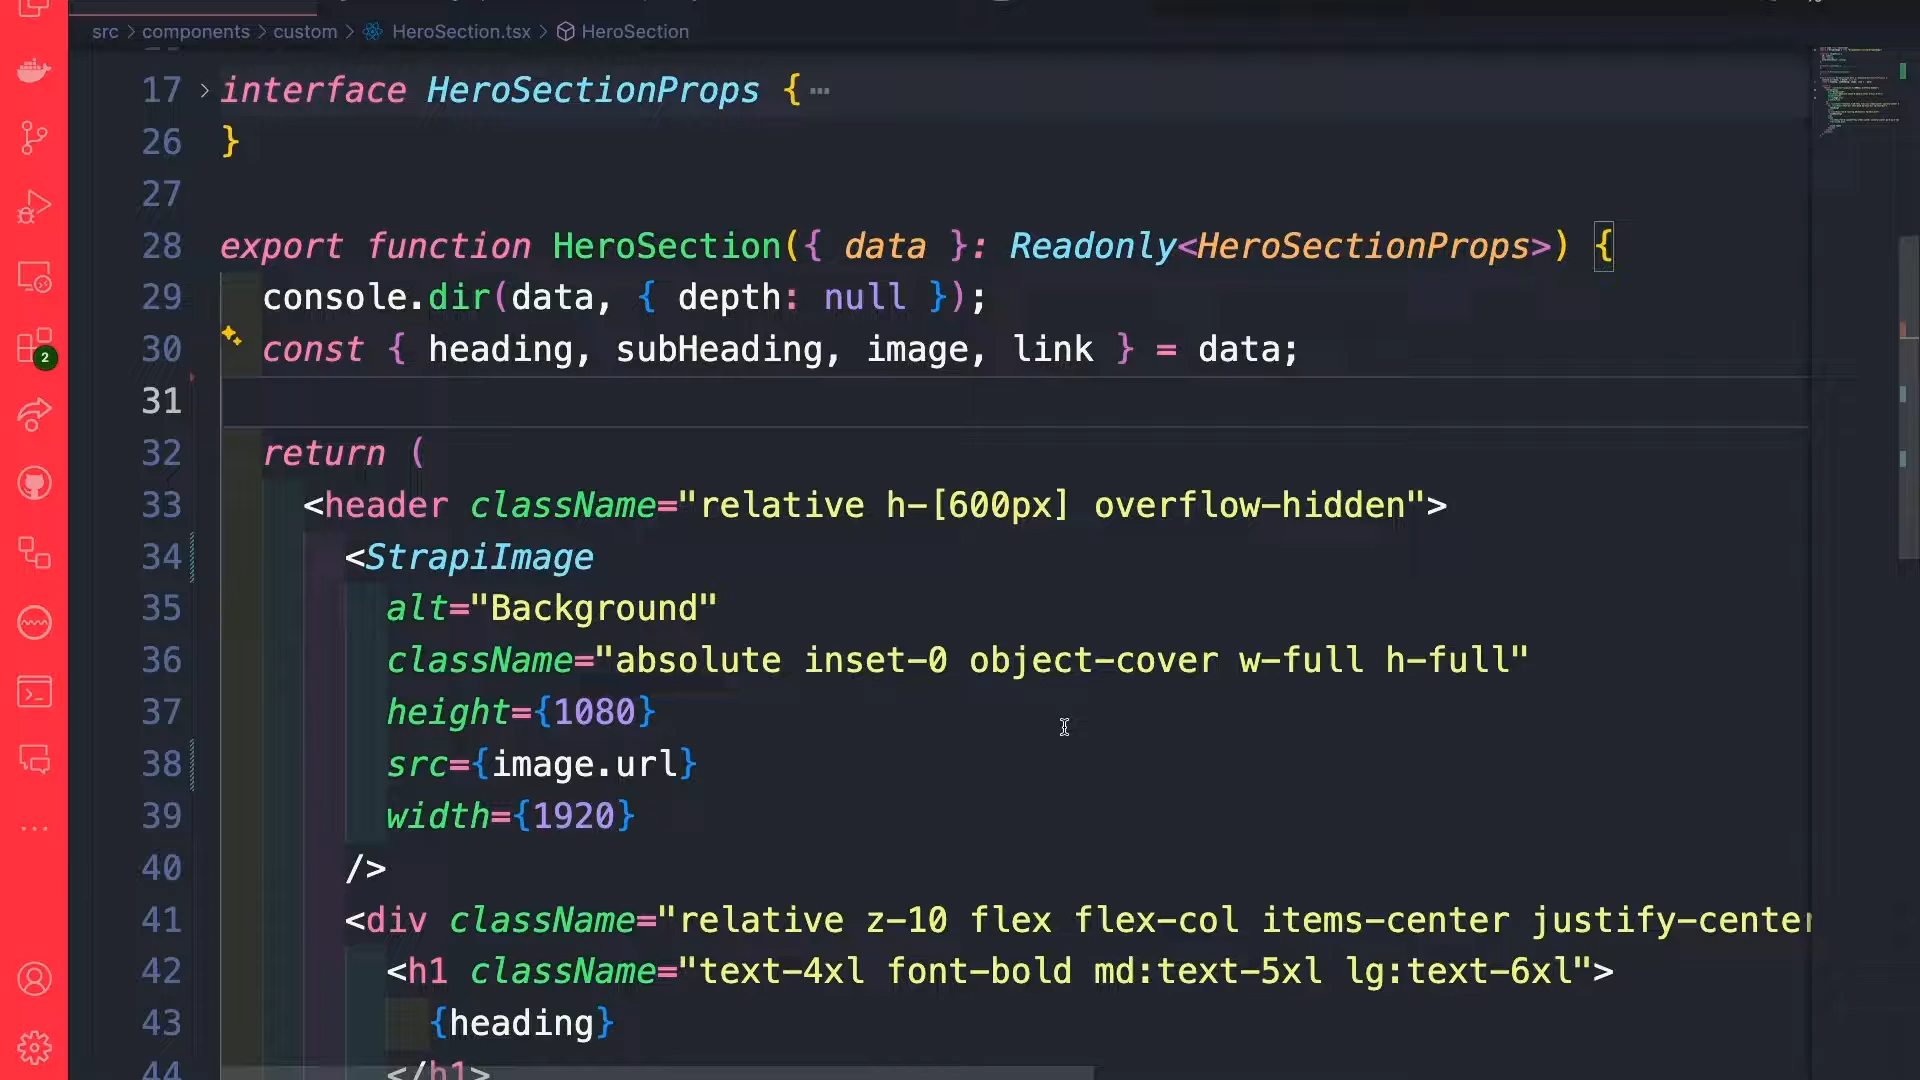 src > components > custom > HeroSection.tsx > HeroSection
17 interface HeroSectionProps {
26 }
27
28 export function HeroSection({ data }: Readonly<HeroSectionProps>) {
29 console.dir(data, { depth: null });
30 const { heading, subHeading, image, link } = data;
31
32 return (
33 <header className="relative h-[600px] overflow-hidden">
34 <StrapiImage
35 alt="Background"
36 className="absolute inset-0 object-cover w-full h-full"
37 height={1080}
38 src={image.url}
39 width={1920}
40 />
41 <div className="relative z-10 flex flex-col items-center justify-center
42 <h1 className="text-4xl font-bold md:text-5xl lg:text-6xl">
43 {heading}
44 </h1>
2